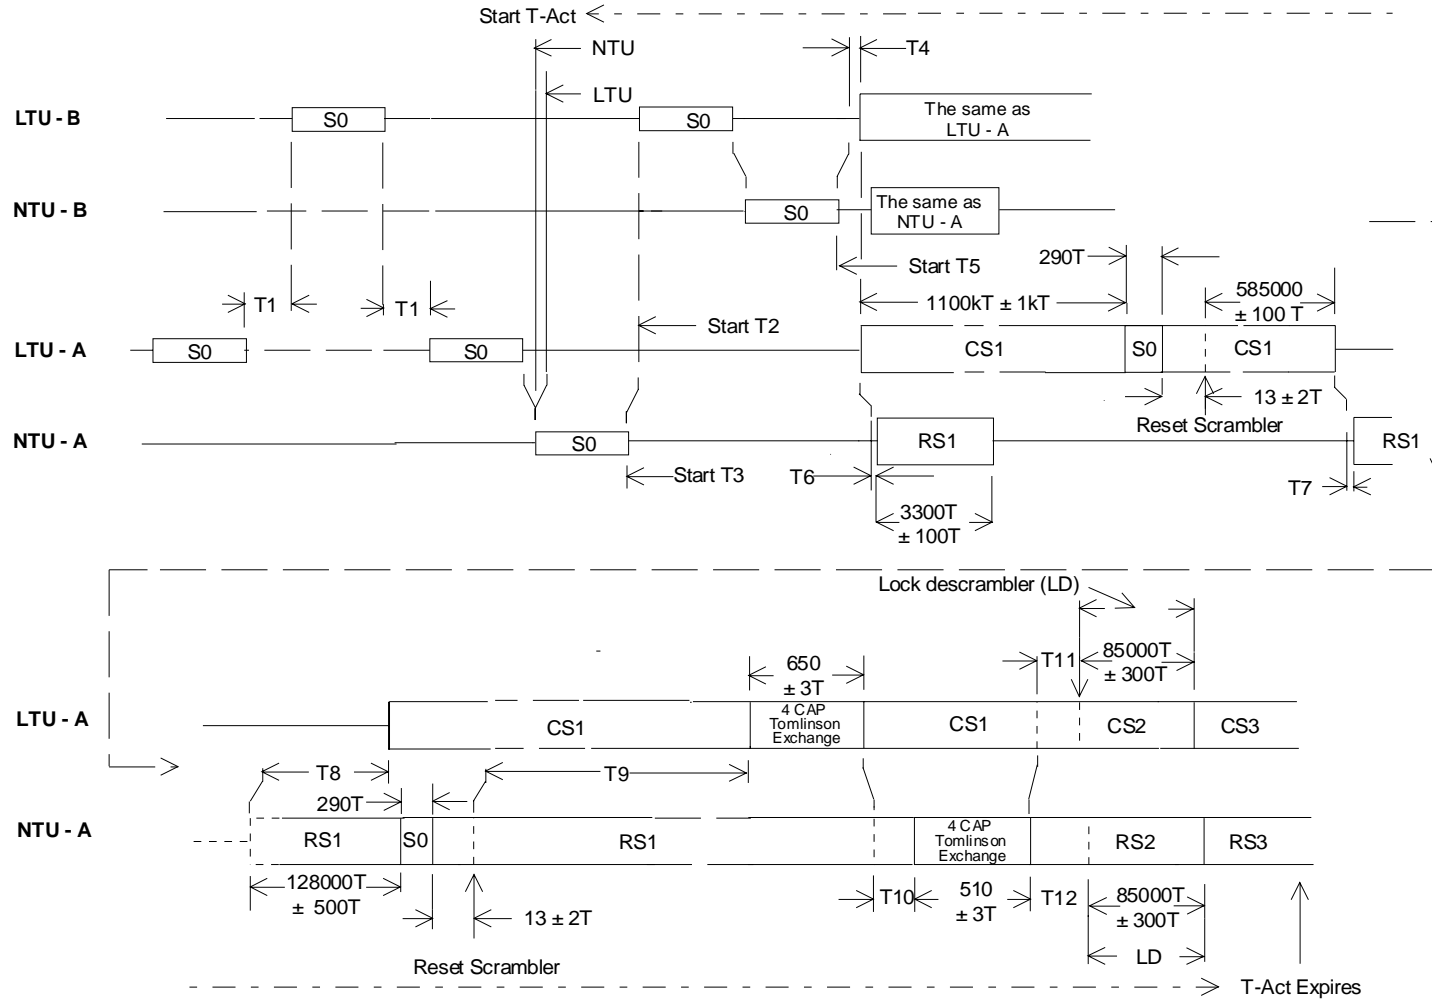 Start T-Act
NTU
T4
LTU
LTU - B
S0
S0
The same as
LTU - A
NTU - B
S0
The same as
NTU - A
Start T5
290T
T1
T1
1100kT ± 1kT
585000
± 100 T
Start T2
LTU - A
S0
S0
CS1
S0
CS1
13 ± 2T
Reset Scrambler
NTU - A
S0
RS1
RS1
Start T3
T6
T7
3300T
± 100T
Lock descrambler (LD)
650
± 3T
T11
85000T
± 300T
LTU - A
CS1
4 CAP
Tomlinson
Exchange
CS1
CS2
CS3
T8
T9
290T
NTU - A
RS1
S0
RS1
4 CAP
Tomlinson
Exchange
RS2
RS3
128000T
± 500T
13 ± 2T
T10
510
± 3T
T12
85000T
± 300T
Reset Scrambler
LD
T-Act Expires